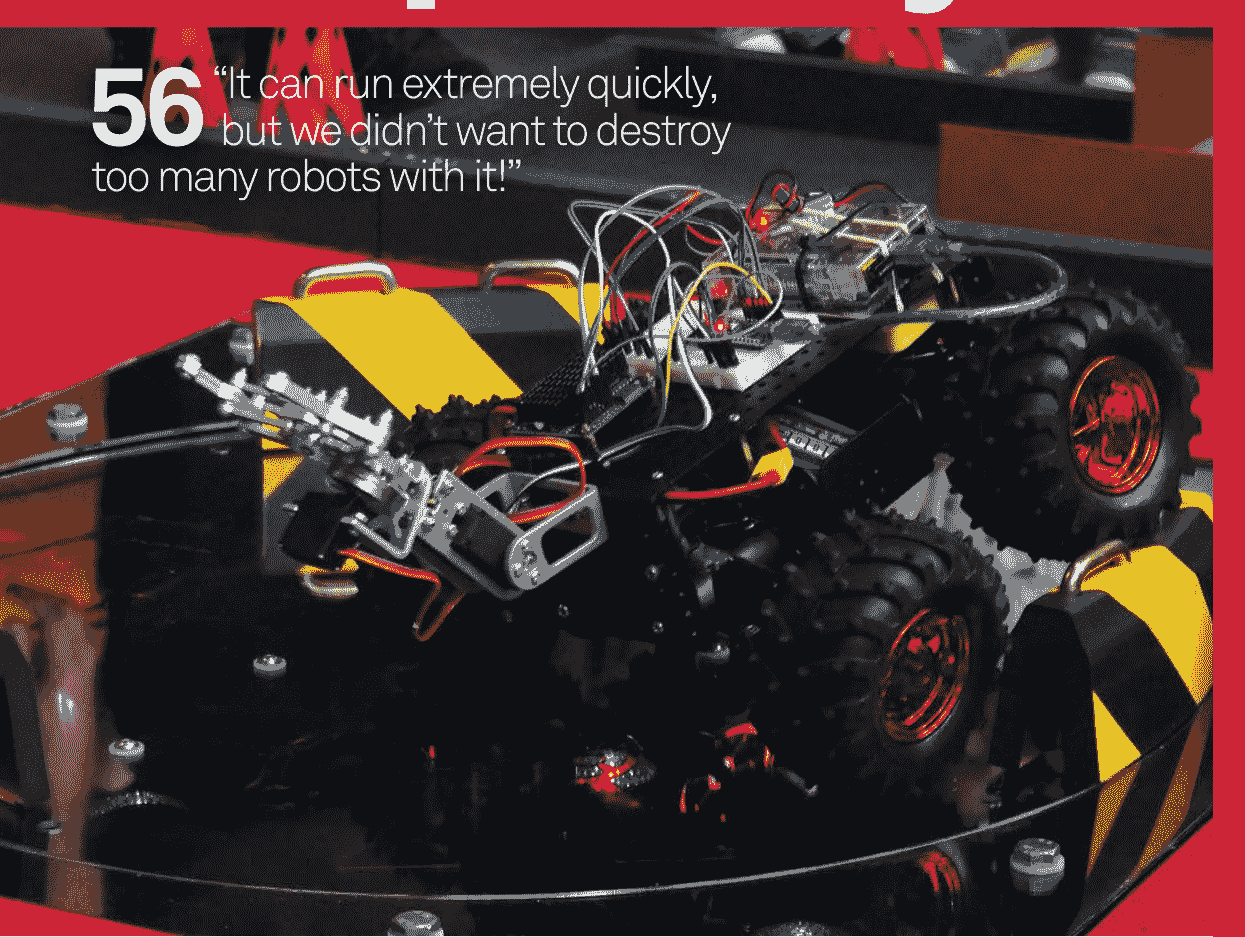 56 “It can run extremely quickly,
but we didn’t want to destroy
too many robots with it!”